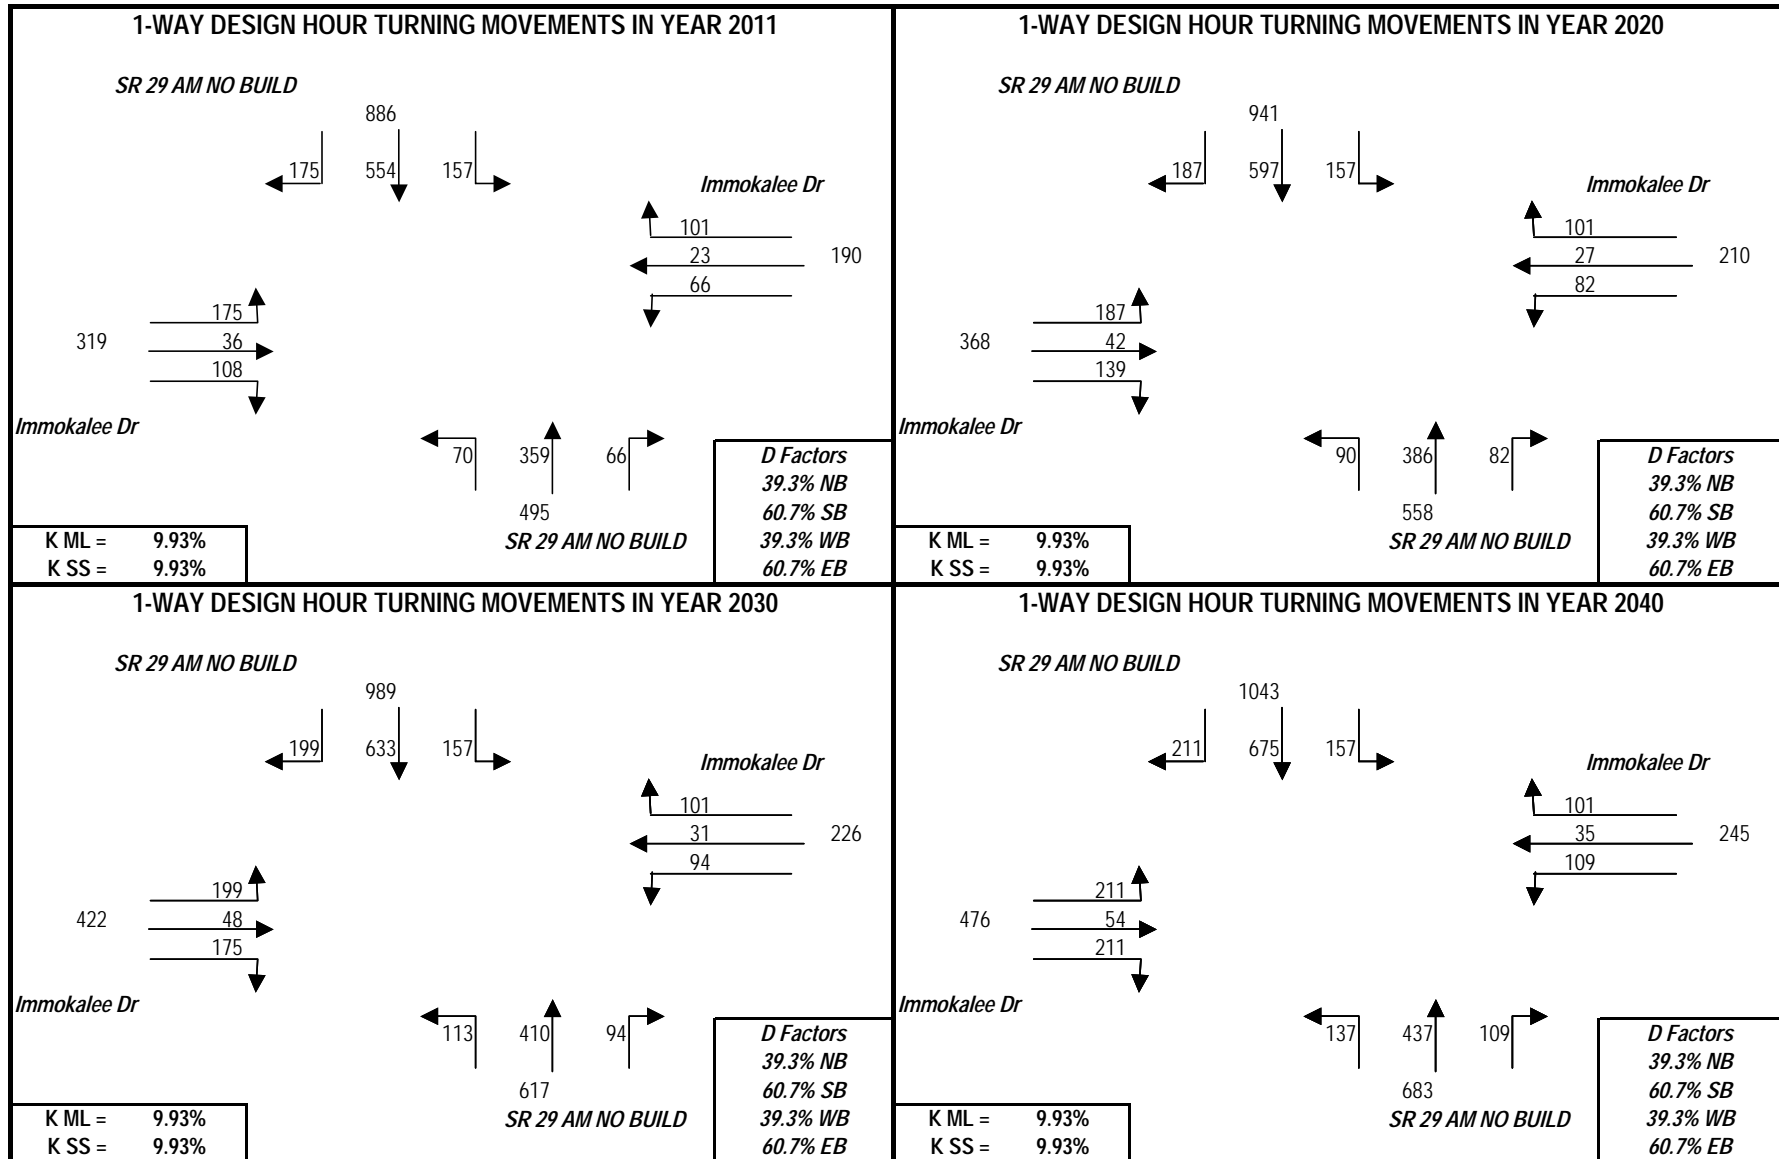 1-WAY DESIGN HOUR TURNING MOVEMENTS IN YEAR 2011
SR 29 AM NO BUILD
886
175 554 157
Immokalee Dr
101
23 190
66
175
319 36
108
Immokalee Dr
70 359 66
495
SR 29 AM NO BUILD
D Factors
39.3% NB
60.7% SB
39.3% WB
60.7% EB
K ML = 9.93%
K SS = 9.93%
1-WAY DESIGN HOUR TURNING MOVEMENTS IN YEAR 2020
SR 29 AM NO BUILD
941
187 597 157
Immokalee Dr
101
27 210
82
187
368 42
139
Immokalee Dr
90 386 82
558
SR 29 AM NO BUILD
D Factors
39.3% NB
60.7% SB
39.3% WB
60.7% EB
K ML = 9.93%
K SS = 9.93%
1-WAY DESIGN HOUR TURNING MOVEMENTS IN YEAR 2030
SR 29 AM NO BUILD
989
199 633 157
Immokalee Dr
101
31 226
94
199
422 48
175
Immokalee Dr
113 410 94
617
SR 29 AM NO BUILD
D Factors
39.3% NB
60.7% SB
39.3% WB
60.7% EB
K ML = 9.93%
K SS = 9.93%
1-WAY DESIGN HOUR TURNING MOVEMENTS IN YEAR 2040
SR 29 AM NO BUILD
1043
211 675 157
Immokalee Dr
101
35 245
109
211
476 54
211
Immokalee Dr
137 437 109
683
SR 29 AM NO BUILD
D Factors
39.3% NB
60.7% SB
39.3% WB
60.7% EB
K ML = 9.93%
K SS = 9.93%